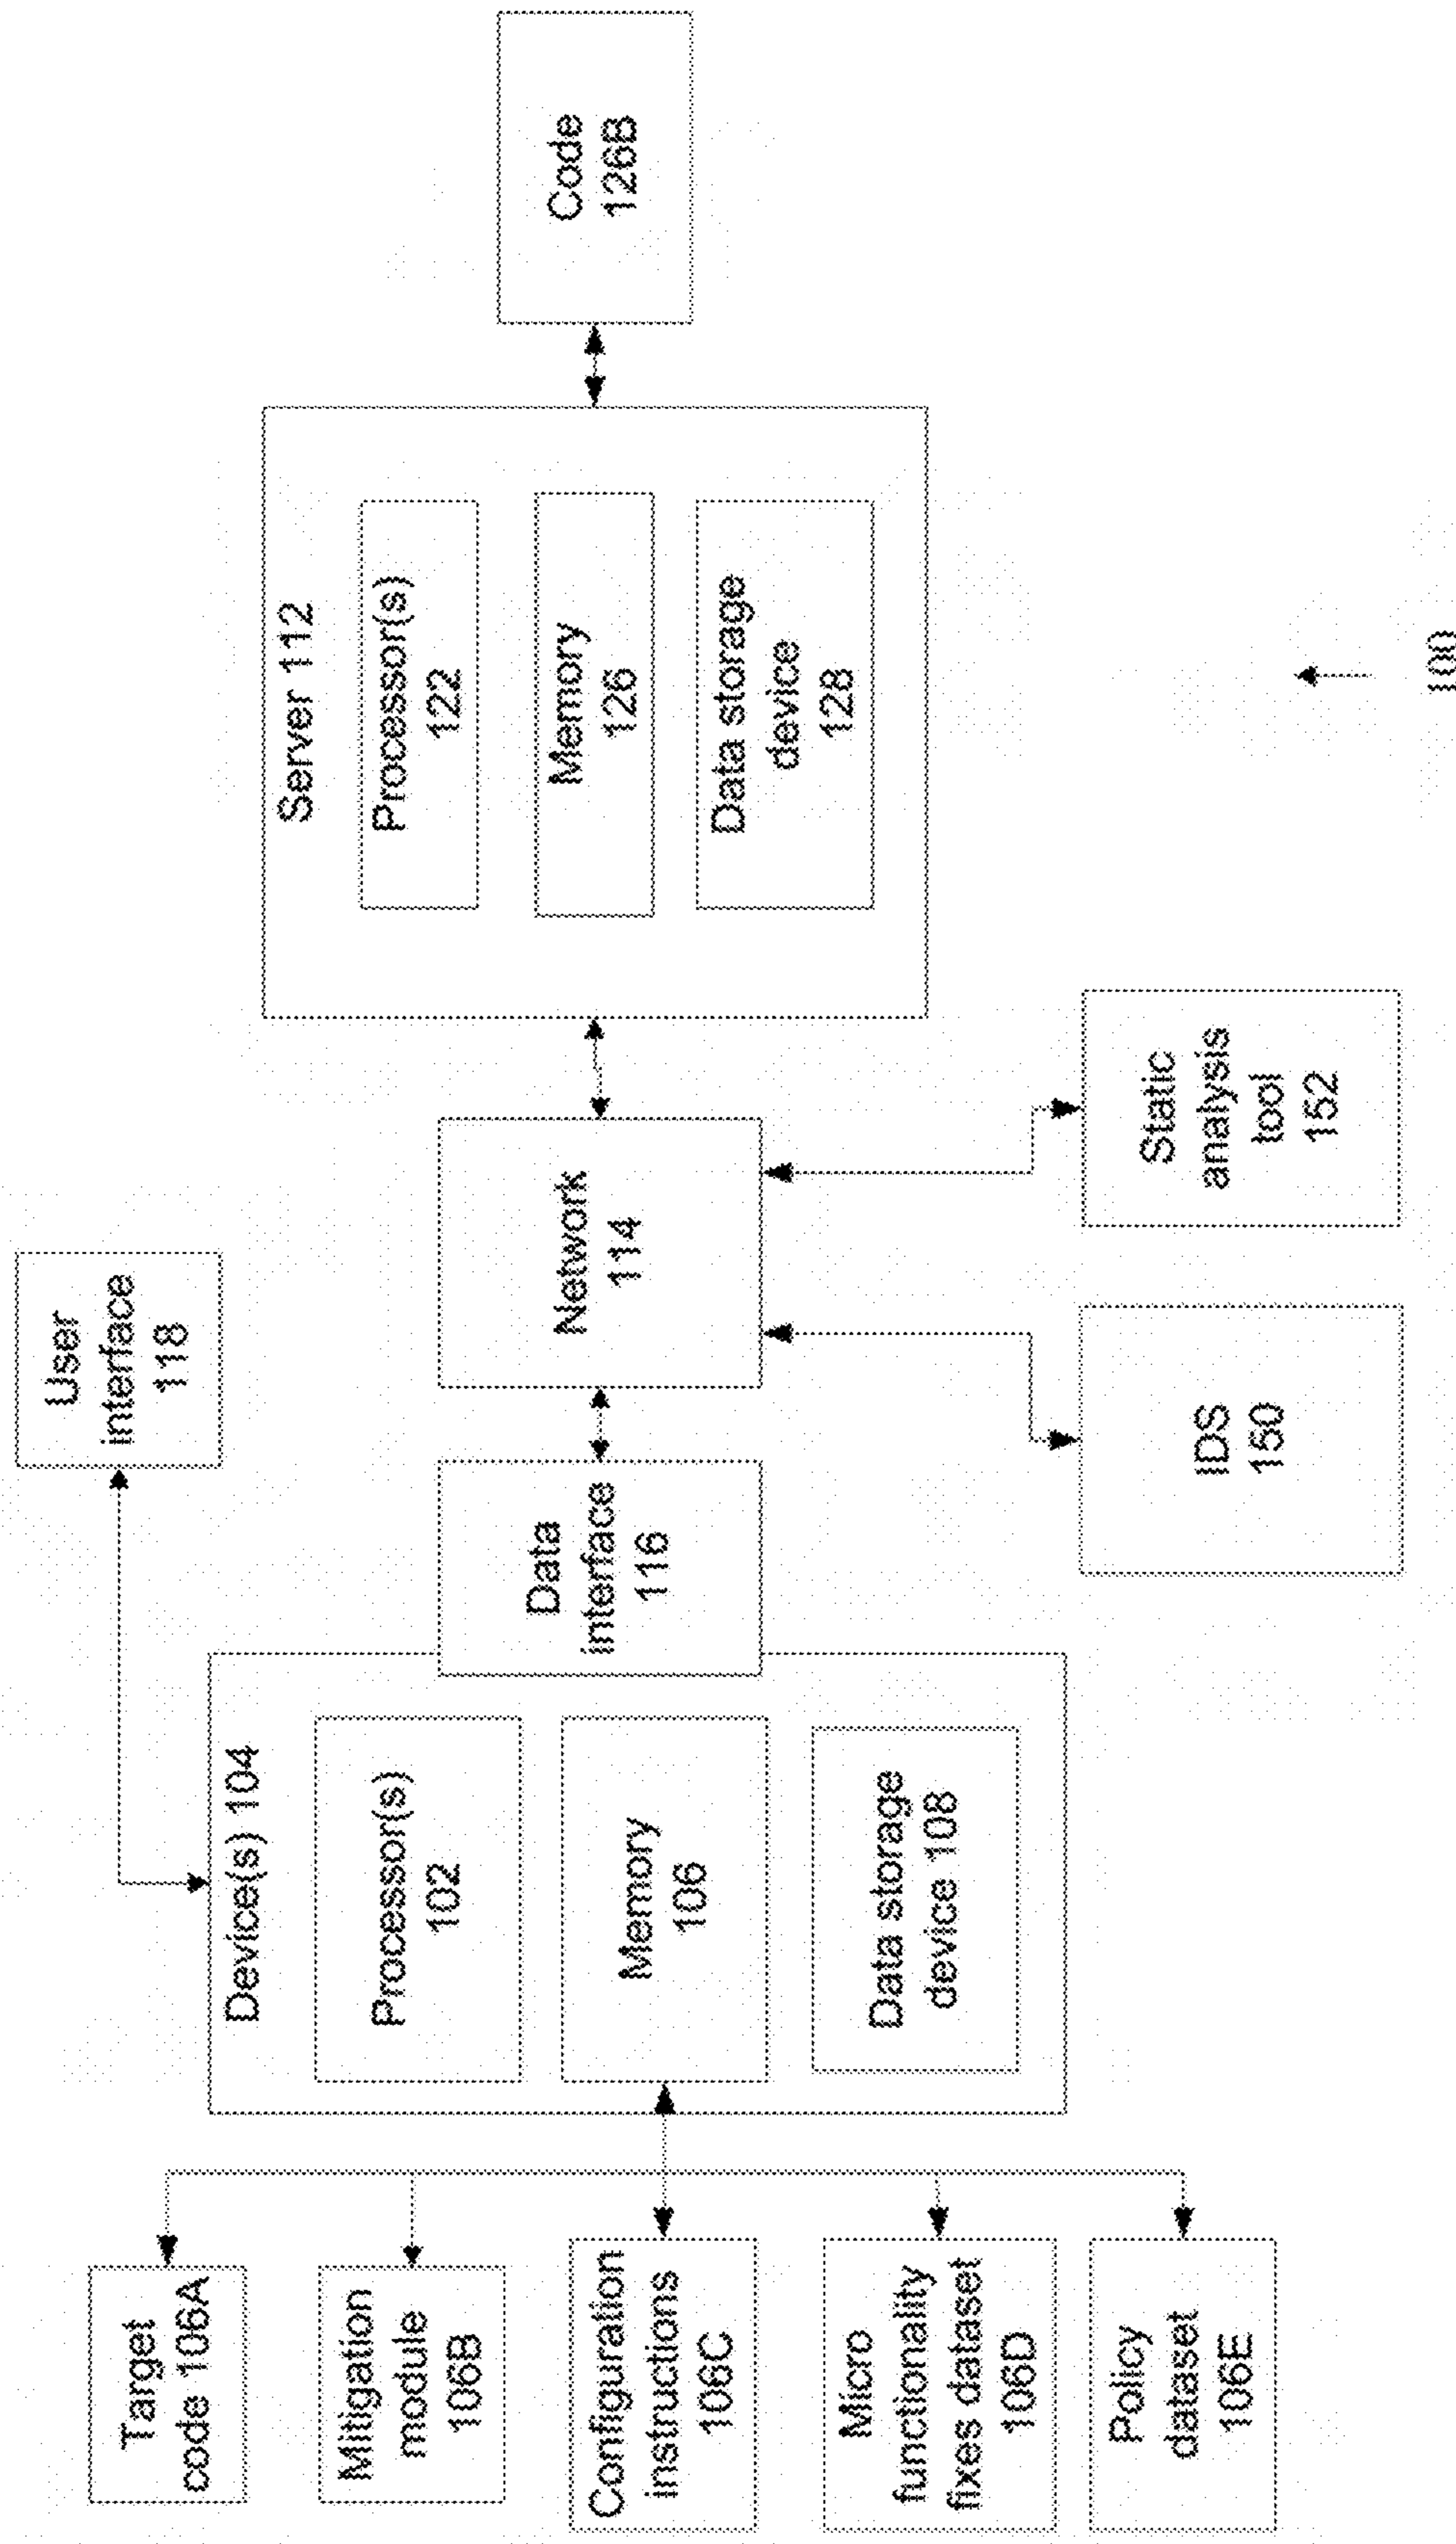 Target
code 106A
Mitigation
module
106B
Configuration
instructions
106C
Micro
functionality
fixes dataset
106D
Policy
dataset
106E
Device(s) 104
Processor(s)
102
Memory
106
Data storage
device 108
User
interface
118
Data
interface
116
Network
114
IDS
150
Static
analysis
tool
152
Server 112
Processor(s)
122
Memory
126
Data storage
device
128
Code
126B
100